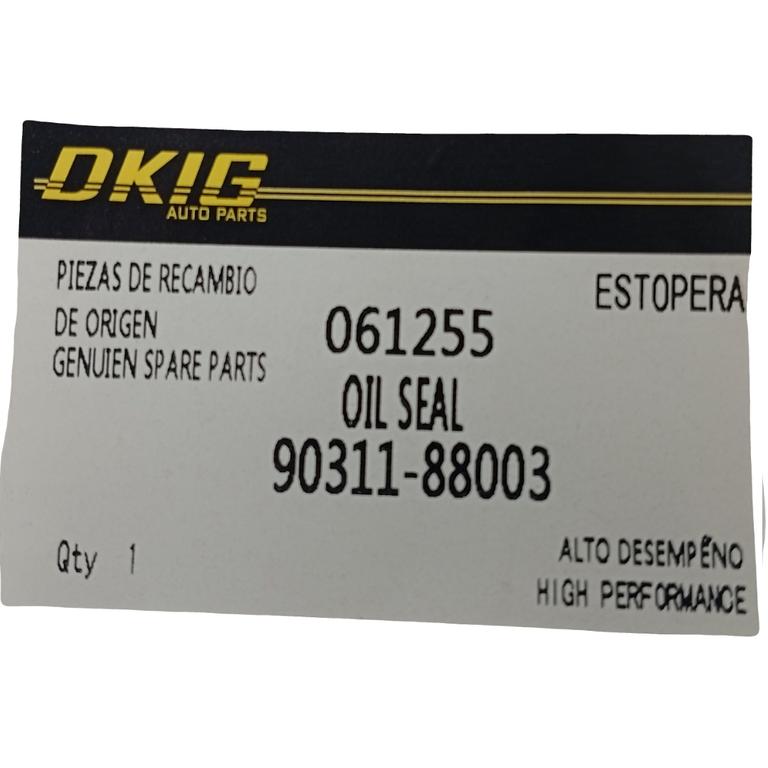 DKIG
AUTO PARTS
PIEZAS DE RECAMBIO
DE ORIGEN
GENUIEN SPARE PARTS
ESTOPERA
061255
OIL SEAL
90311-88003
Qty 1
ALTO DESEMPEÑO
HIGH PERFORMANCE